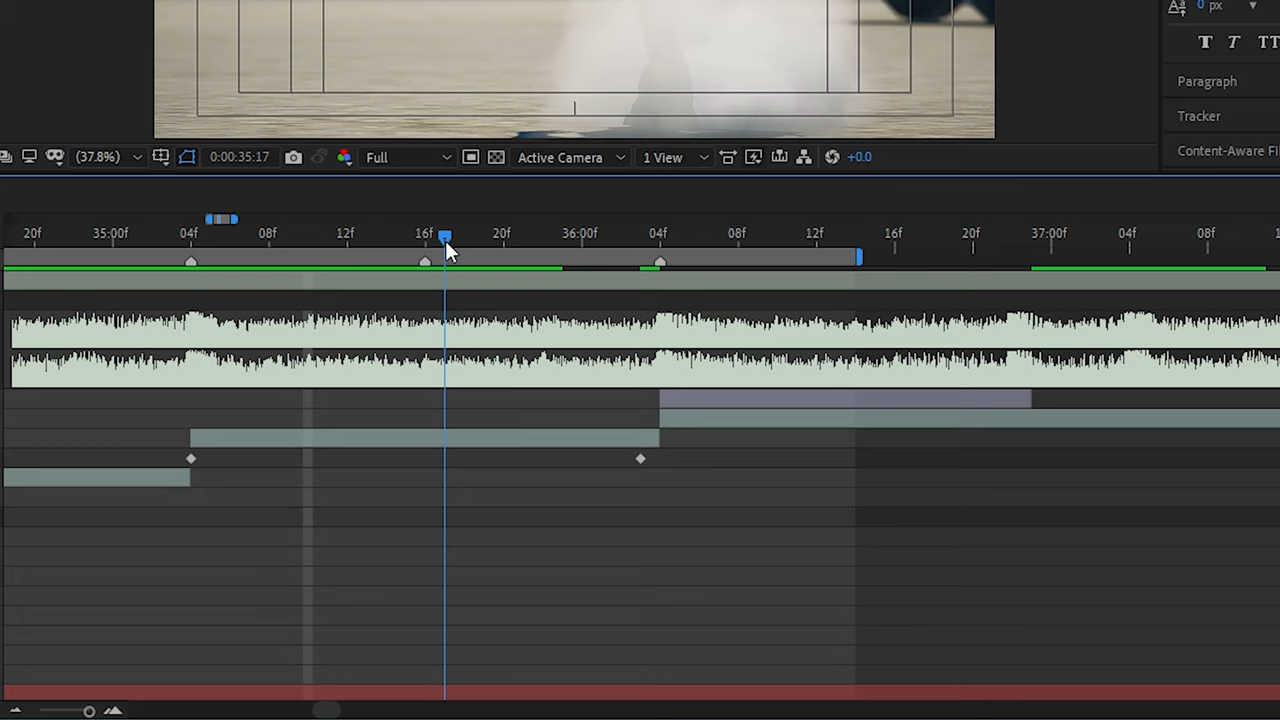 0 px
T T TT
Paragraph
Tracker
Content-Aware Fi
(37.8%) 0:00:35:17 Full Active Camera 1 View +0.0
20f 35:00f 04f 08f 12f 16f 20f 36:00f 04f 08f 12f 16f 20f 37:00f 04f 08f 1